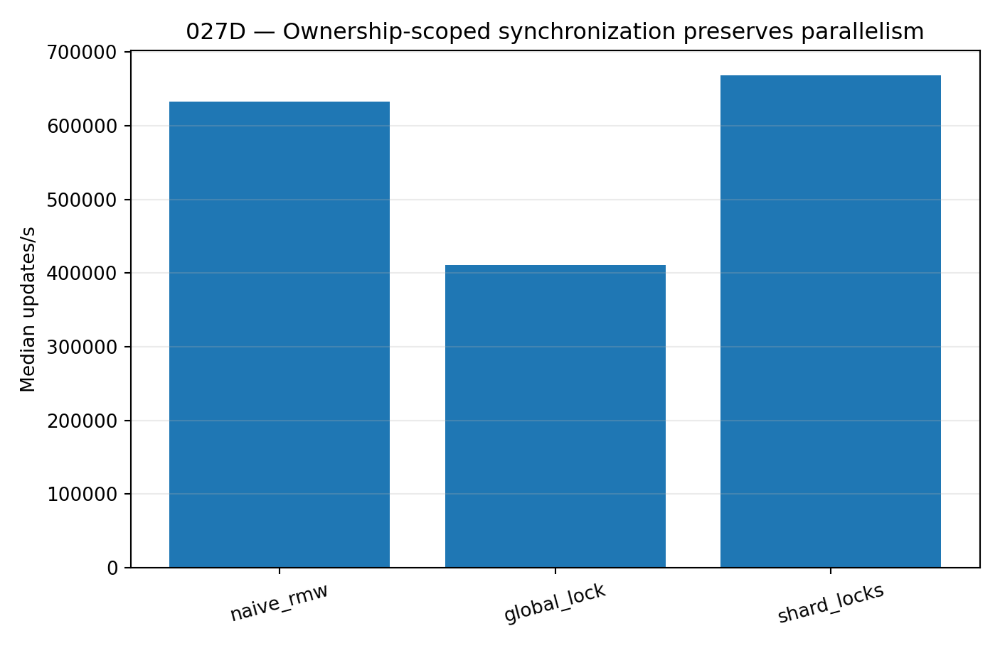 027D — Ownership-scoped synchronization preserves parallelism
700000
600000
500000
400000
300000
200000
100000
0
Median updates/s
naive_rmw
global_lock
shard_locks